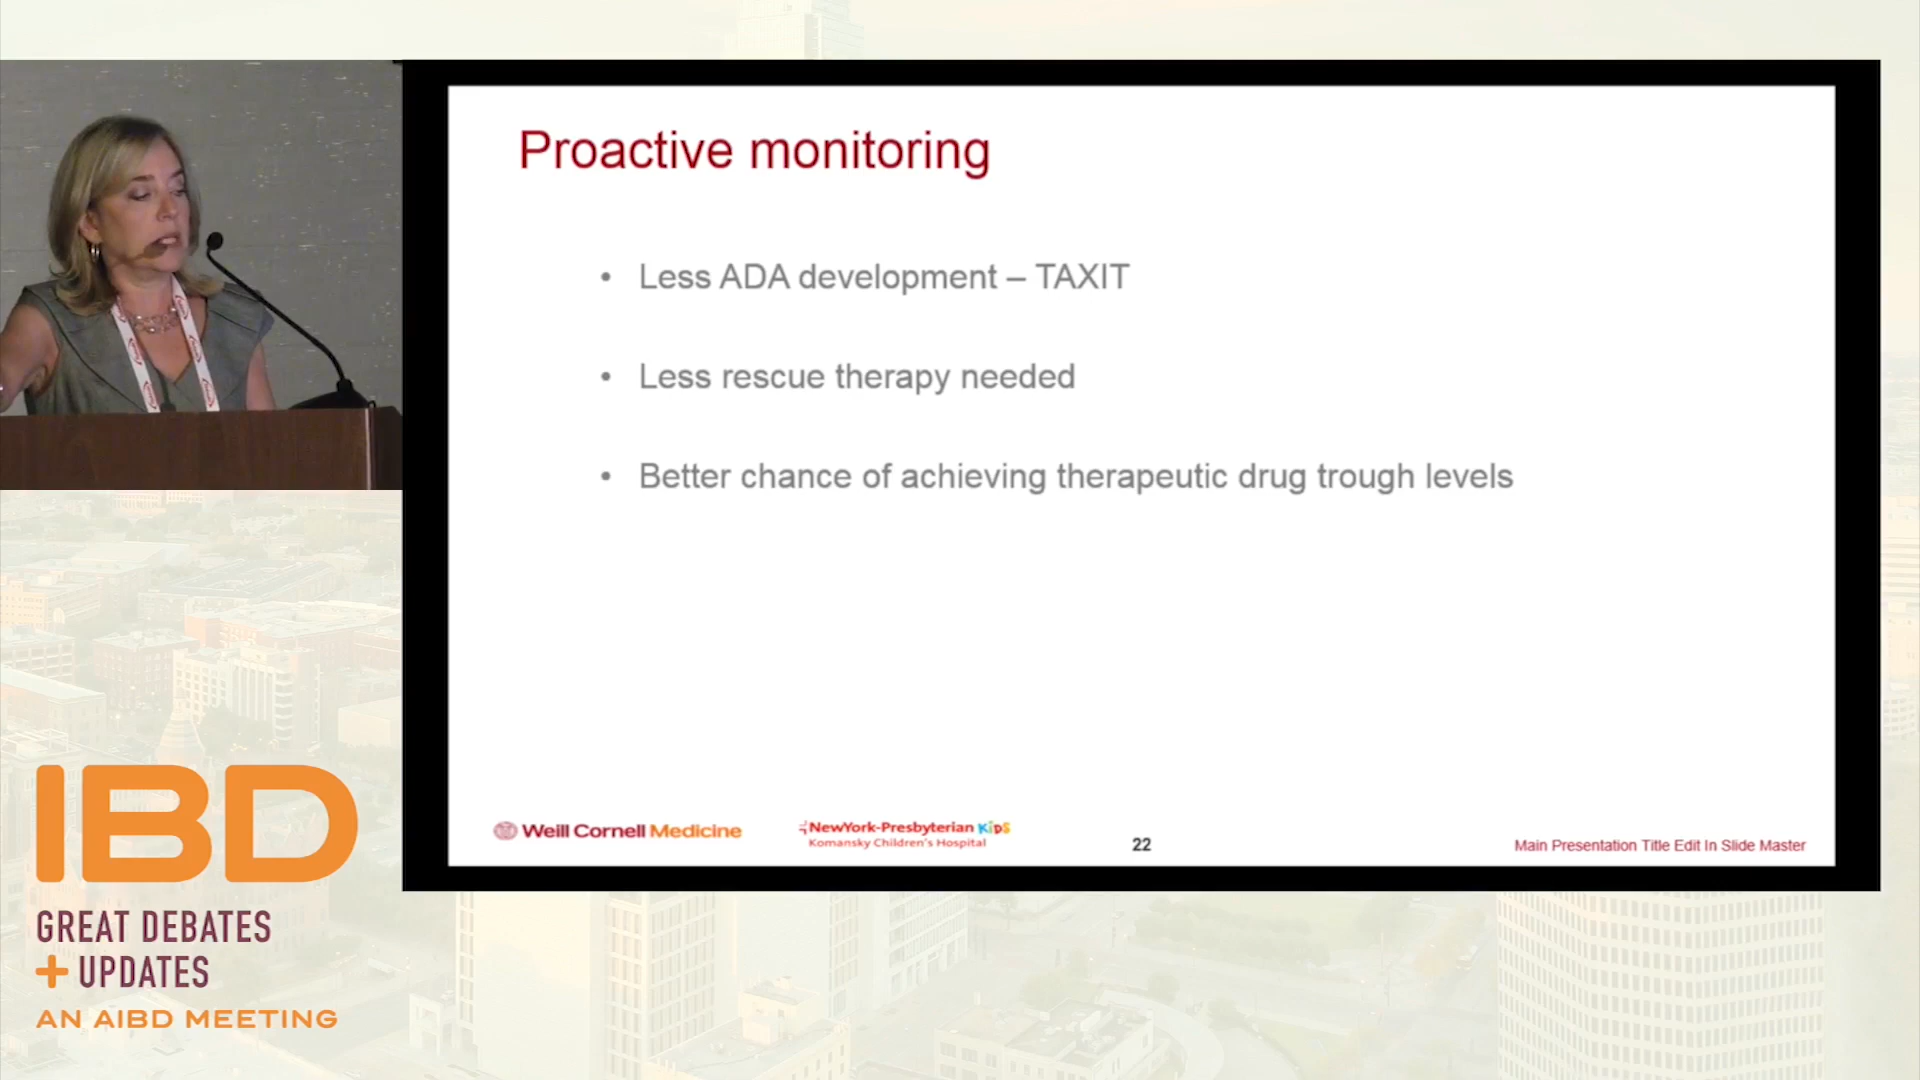 Proactive monitoring
• Less ADA development – TAXIT
• Less rescue therapy needed
• Better chance of achieving therapeutic drug trough levels
Weill Cornell Medicine
NewYork-Presbyterian KiDS
Komansky Children's Hospital
22
Main Presentation Title Edit In Slide Master
IBD
GREAT DEBATES
+ UPDATES
AN AIBD MEETING